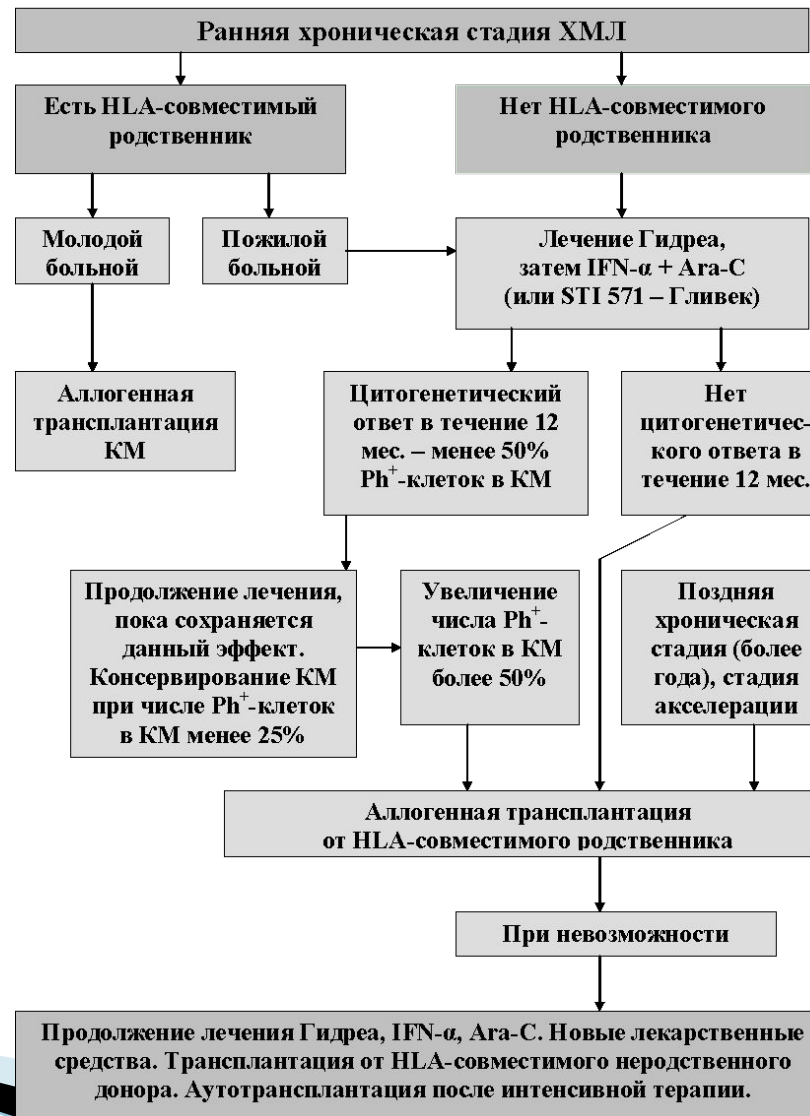 Ранняя хроническая стадия ХМЛ
Есть HLA-совместимый
родственник
Нет HLA-совместимого
родственника
Молодой
больной
Пожилой
больной
Лечение Гидреа,
затем IFN-α + Ara-C
(или STI 571 – Гливек)
Аллогенная
трансплантация
КМ
Цитогенетический
ответ в течение 12
мес. – менее 50%
Ph⁺-клеток в КМ
Нет
цитогенетичес-
кого ответа в
течение 12 мес.
Продолжение лечения,
пока сохраняется
данный эффект.
Консервирование КМ
при числе Ph⁺-клеток
в КМ менее 25%
Увеличение
числа Ph⁺-
клеток в КМ
более 50%
Поздняя
хроническая
стадия (более
года), стадия
акселерации
Аллогенная трансплантация
от HLA-совместимого родственника
При невозможности
Продолжение лечения Гидреа, IFN-α, Ara-C. Новые лекарственные
средства. Трансплантация от HLA-совместимого неродственного
донора. Аутотрансплантация после интенсивной терапии.